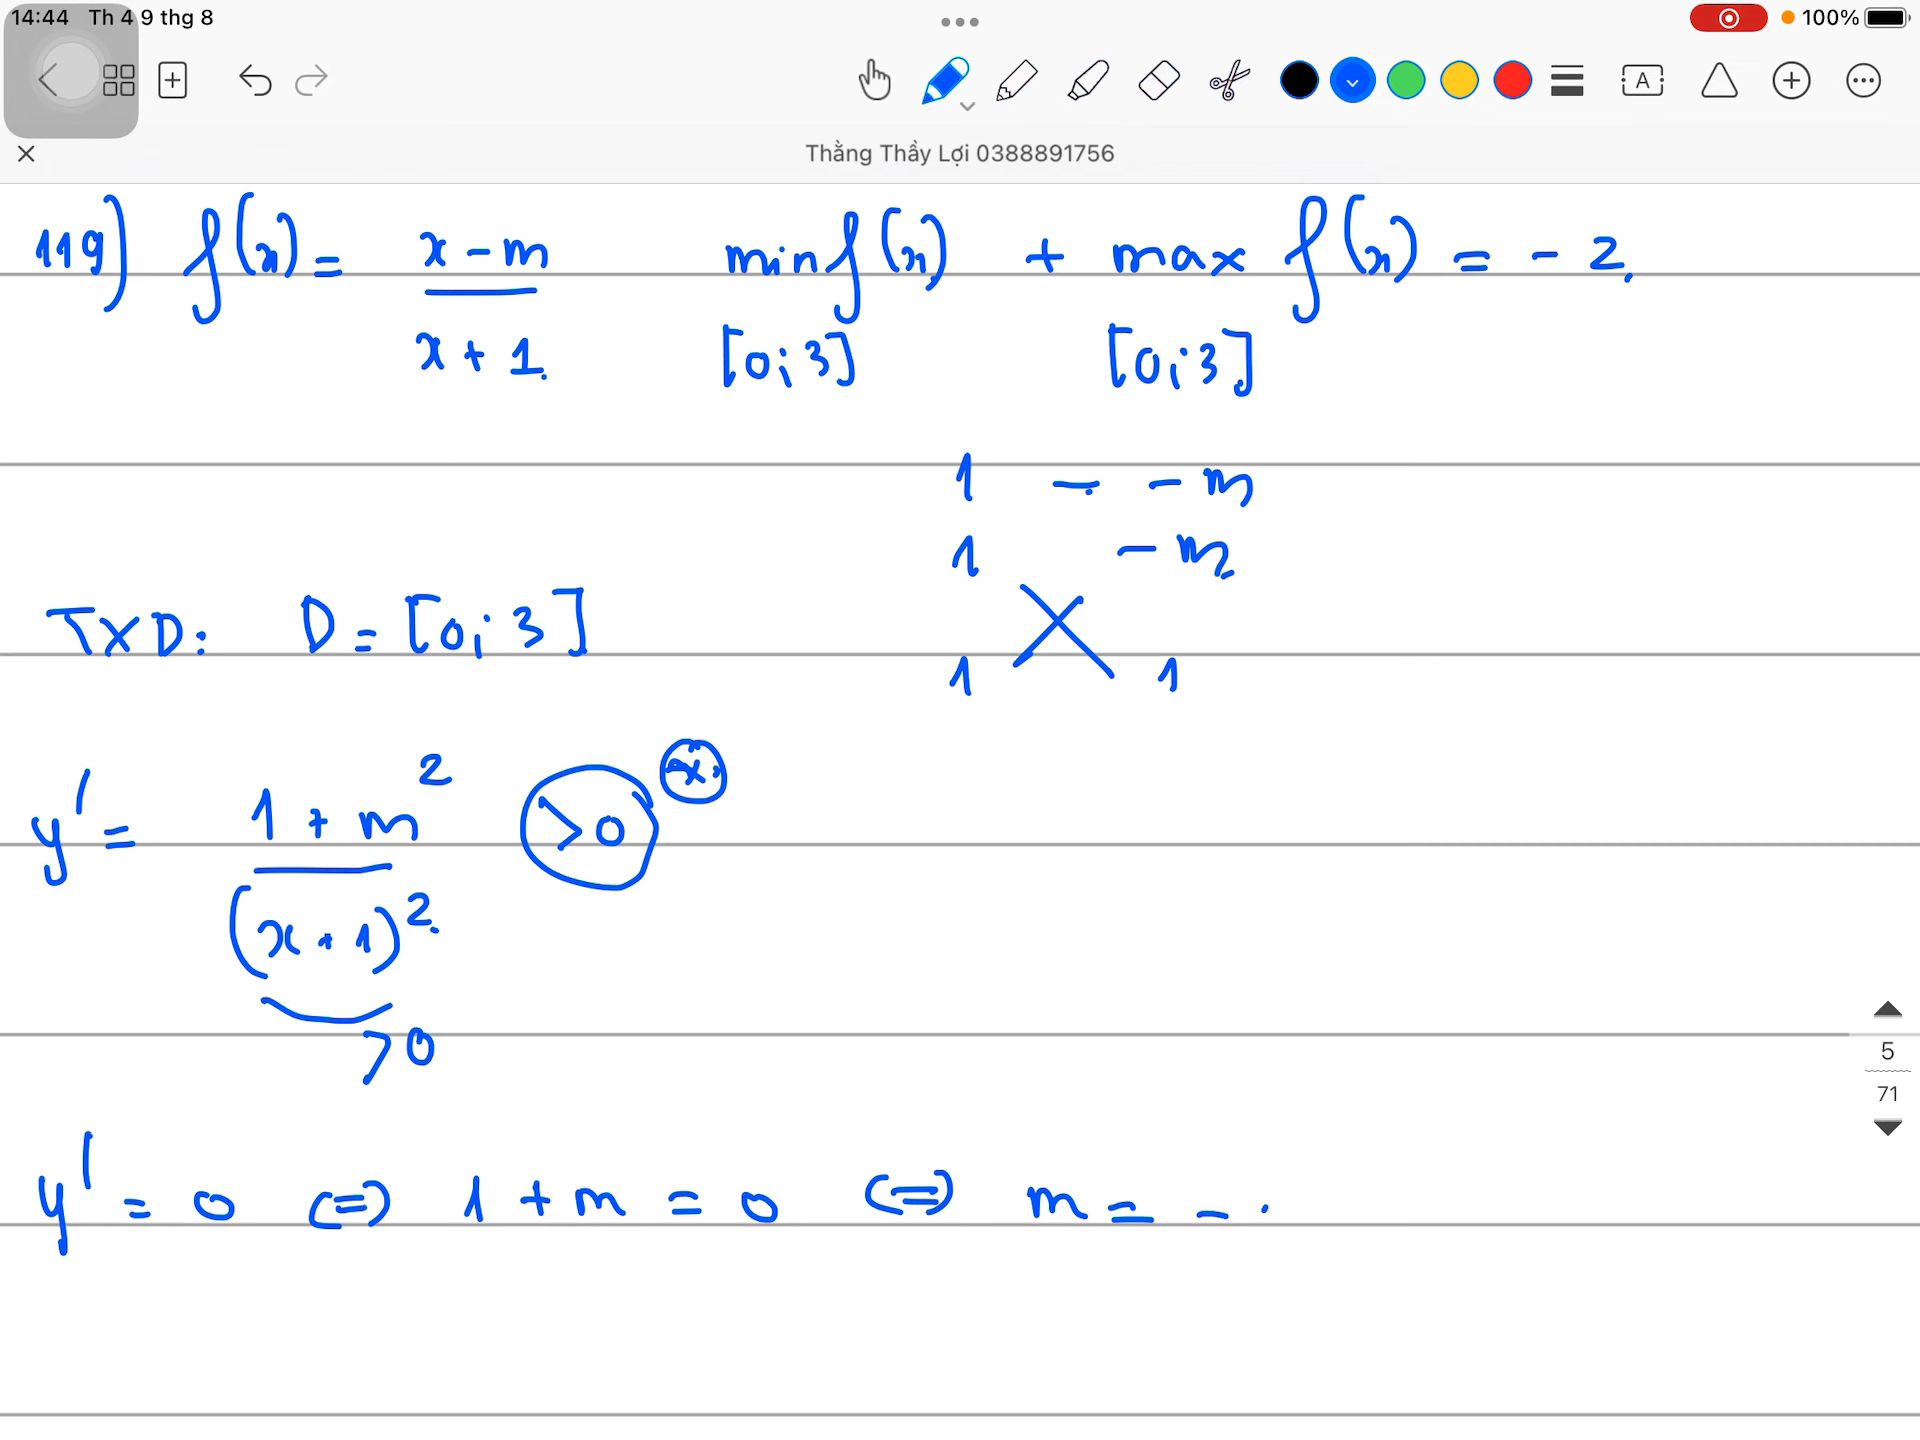 14:44 Th 4 9 thg 8
100%
A
Thằng Thầy Lợi 0388891756
119) f(x) = x - m / x + 1. min f(x) + max f(x) = - 2.
[0;3] [0;3]
1 - - m
1 - m
1 1
TXD: D = [0;3]
y' = 1 + m² / (x + 1)² > 0 (*)
> 0
5
71
y' = 0 <=> 1 + m = 0 <=> m = - .